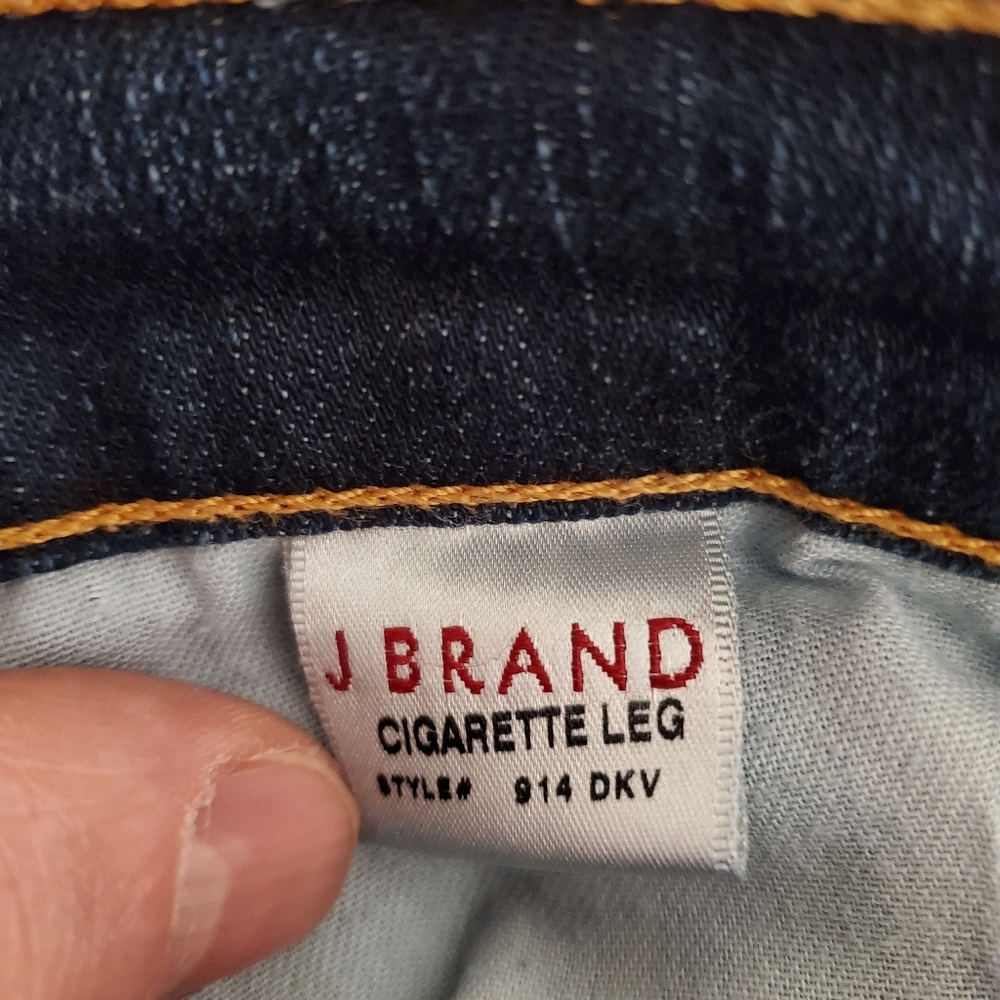 J BRAND
CIGARETTE LEG
STYLE# 914 DKV